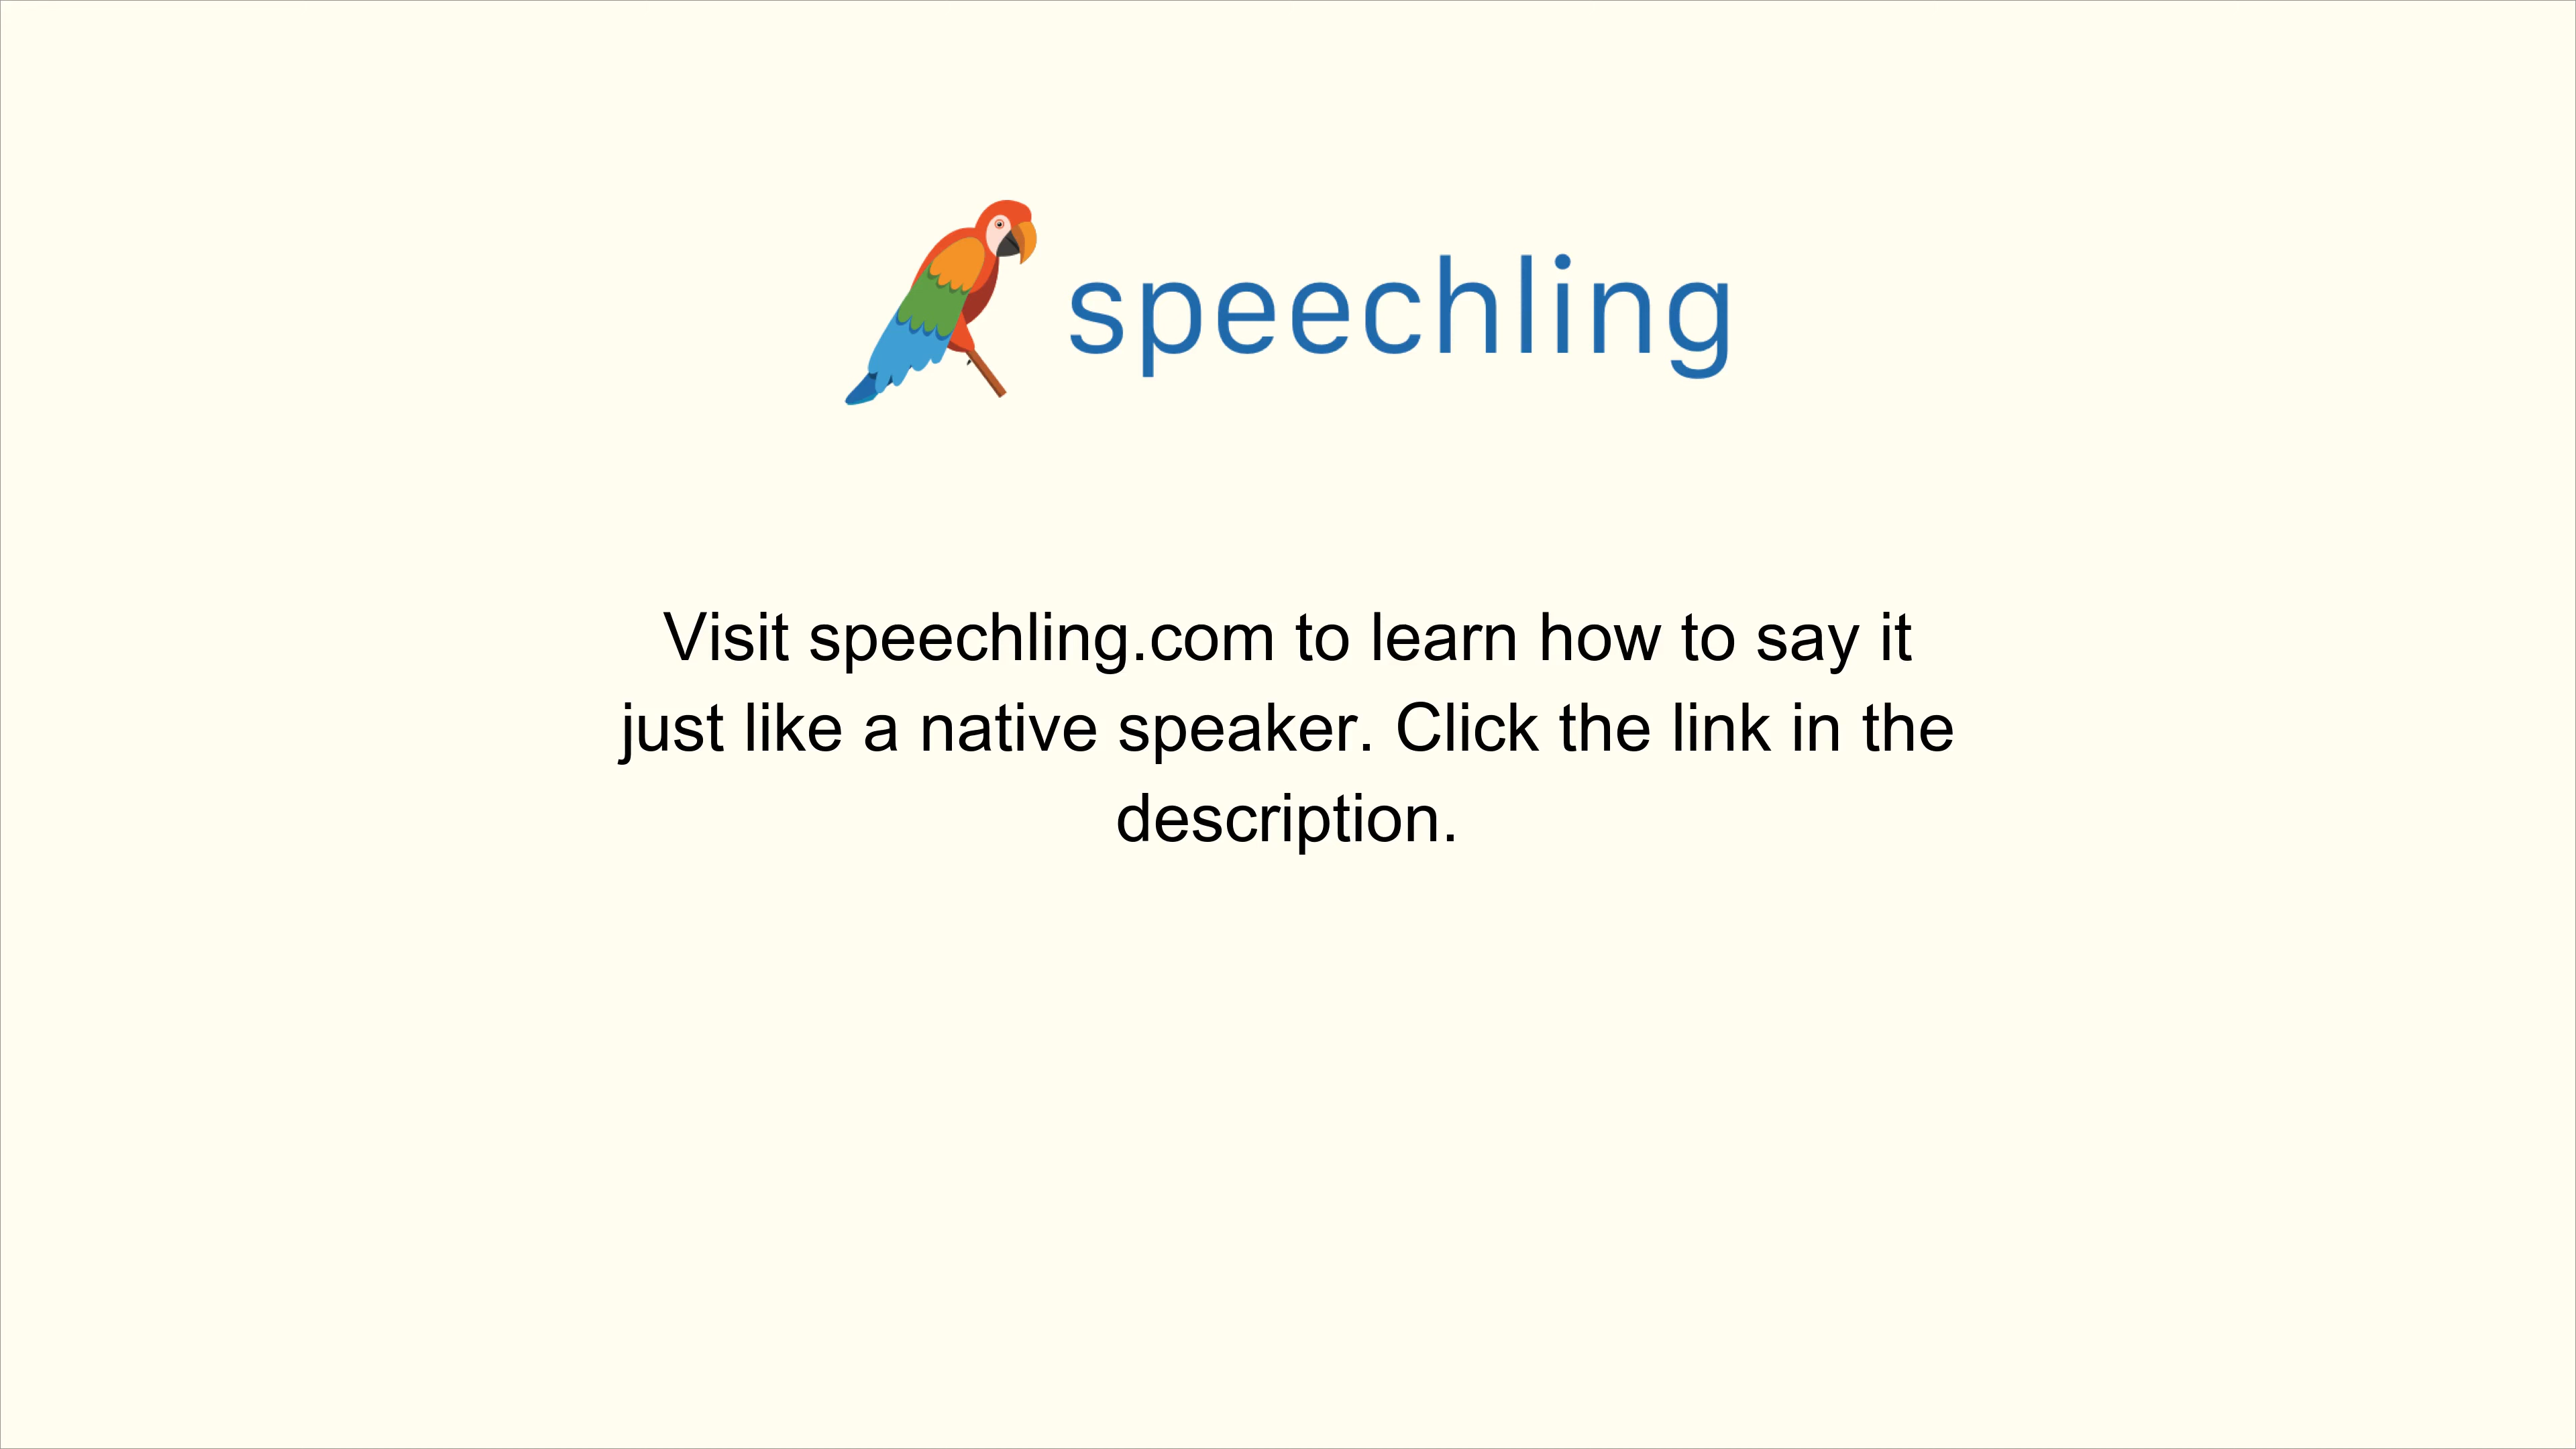 speechling
Visit speechling.com to learn how to say it
just like a native speaker. Click the link in the
description.